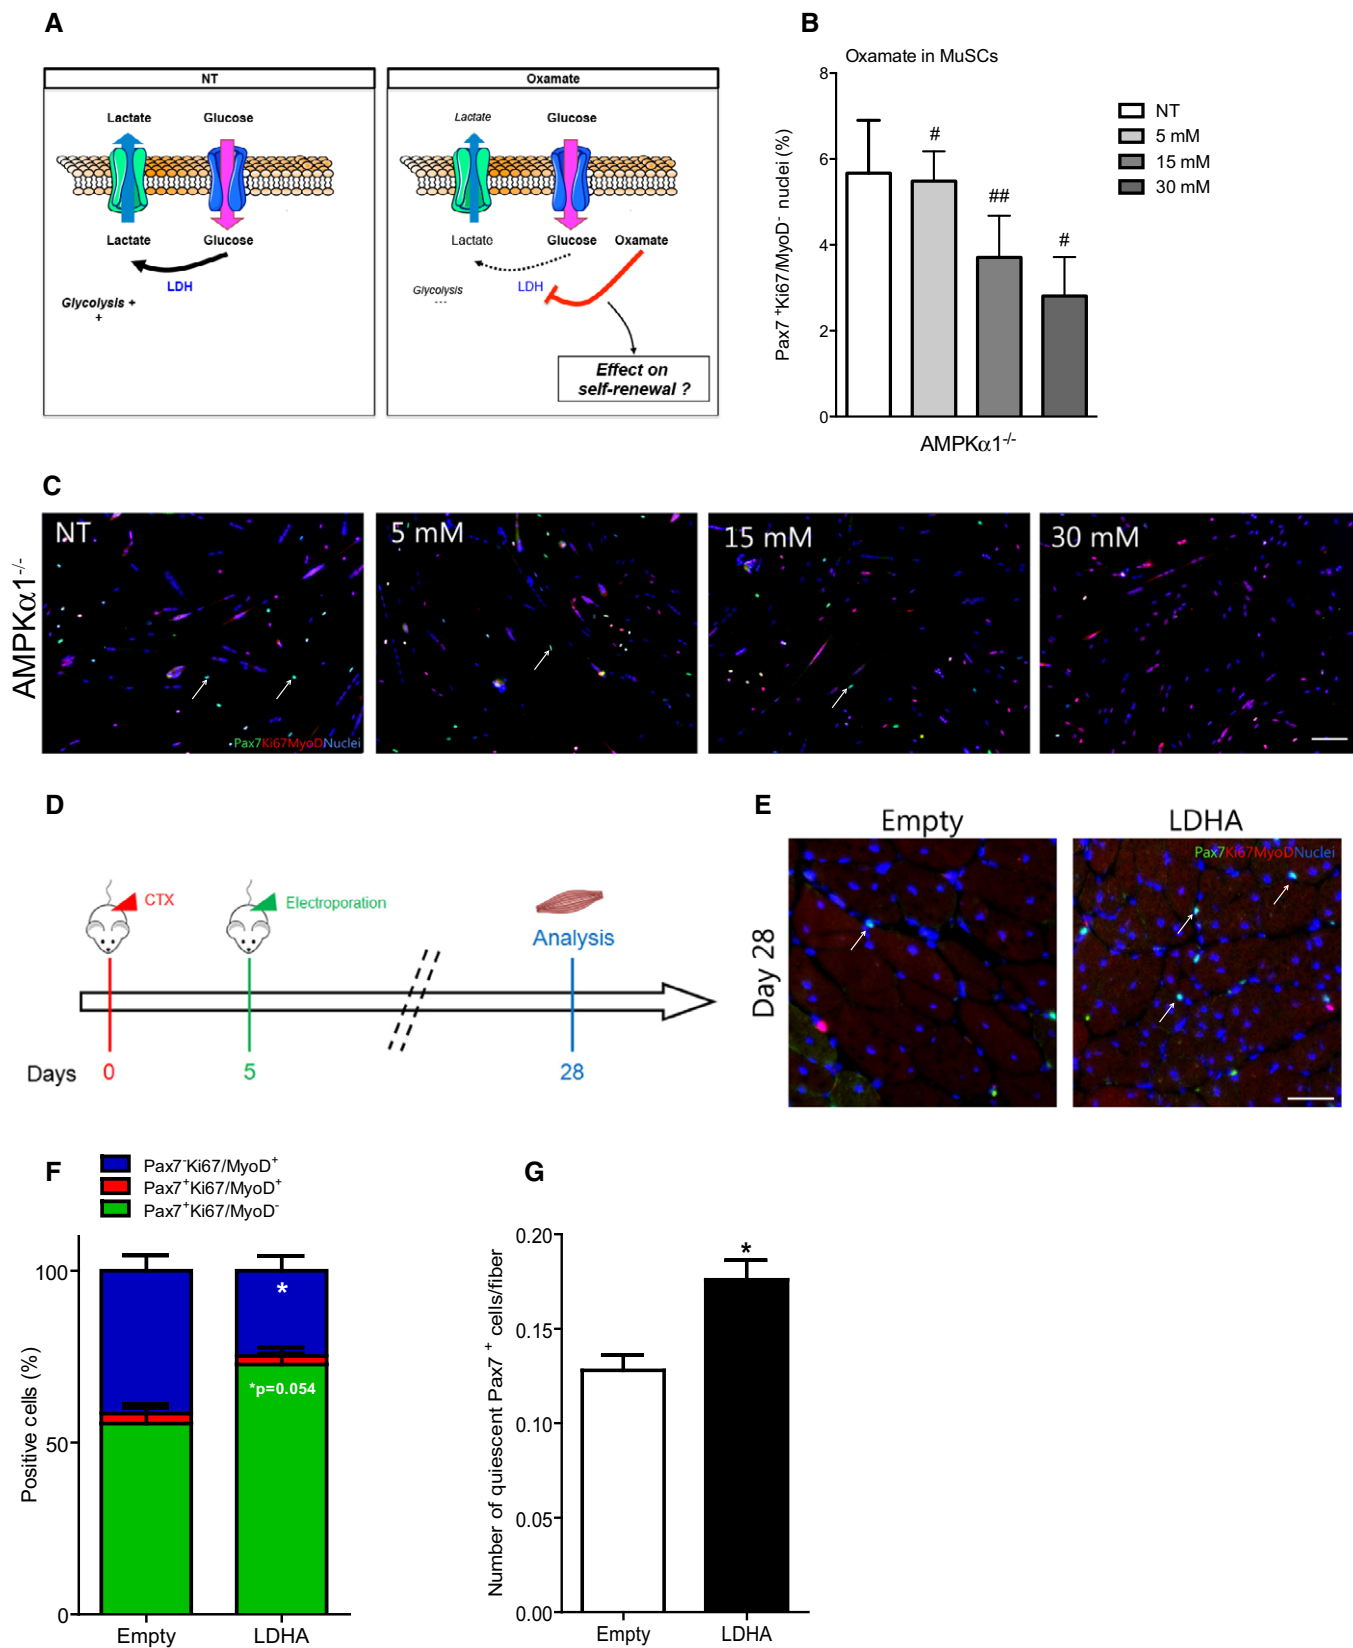 A
NT
Lactate
Glucose
Lactate
Glucose
LDH
Glycolysis +
+
Oxamate
Lactate
Glucose
Lactate
Glucose
Oxamate
LDH
Glycolysis
---
Effect on
self-renewal ?
B
Oxamate in MuSCs
Pax7 +Ki67/MyoD- nuclei (%)
8
6
4
2
0
#
##
#
AMPKα1-/-
NT
5 mM
15 mM
30 mM
C
AMPKα1-/-
NT
5 mM
15 mM
30 mM
Pax7Ki67MyoDNuclei
D
CTX
Electroporation
Analysis
Days
0
5
28
E
Empty
LDHA
Day 28
Pax7Ki67MyoDNuclei
F
Pax7-Ki67/MyoD+
Pax7+Ki67/MyoD+
Pax7+Ki67/MyoD-
Positive cells (%)
100
50
0
*
*p=0.054
Empty
LDHA
G
Number of quiescent Pax7 + cells/fiber
0.20
0.15
0.10
0.05
0.00
*
Empty
LDHA